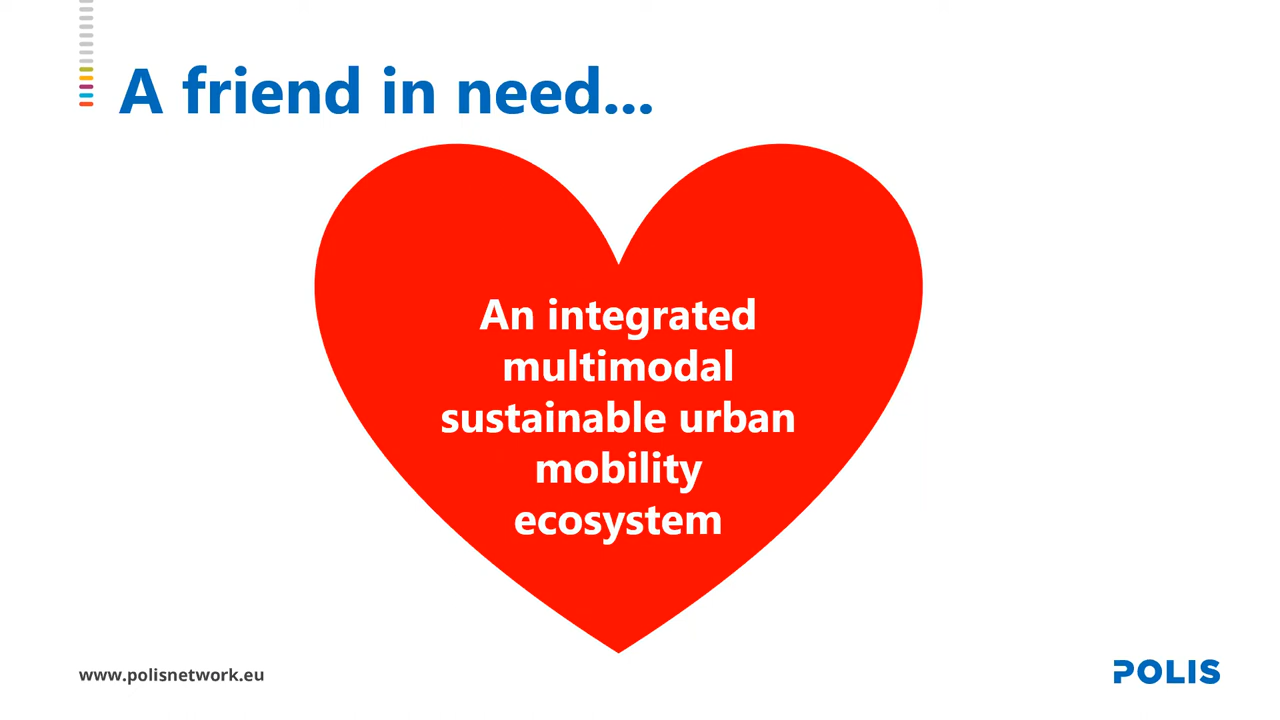 A friend in need...
An integrated
multimodal
sustainable urban
mobility
ecosystem
www.polisnetwork.eu
POLIS